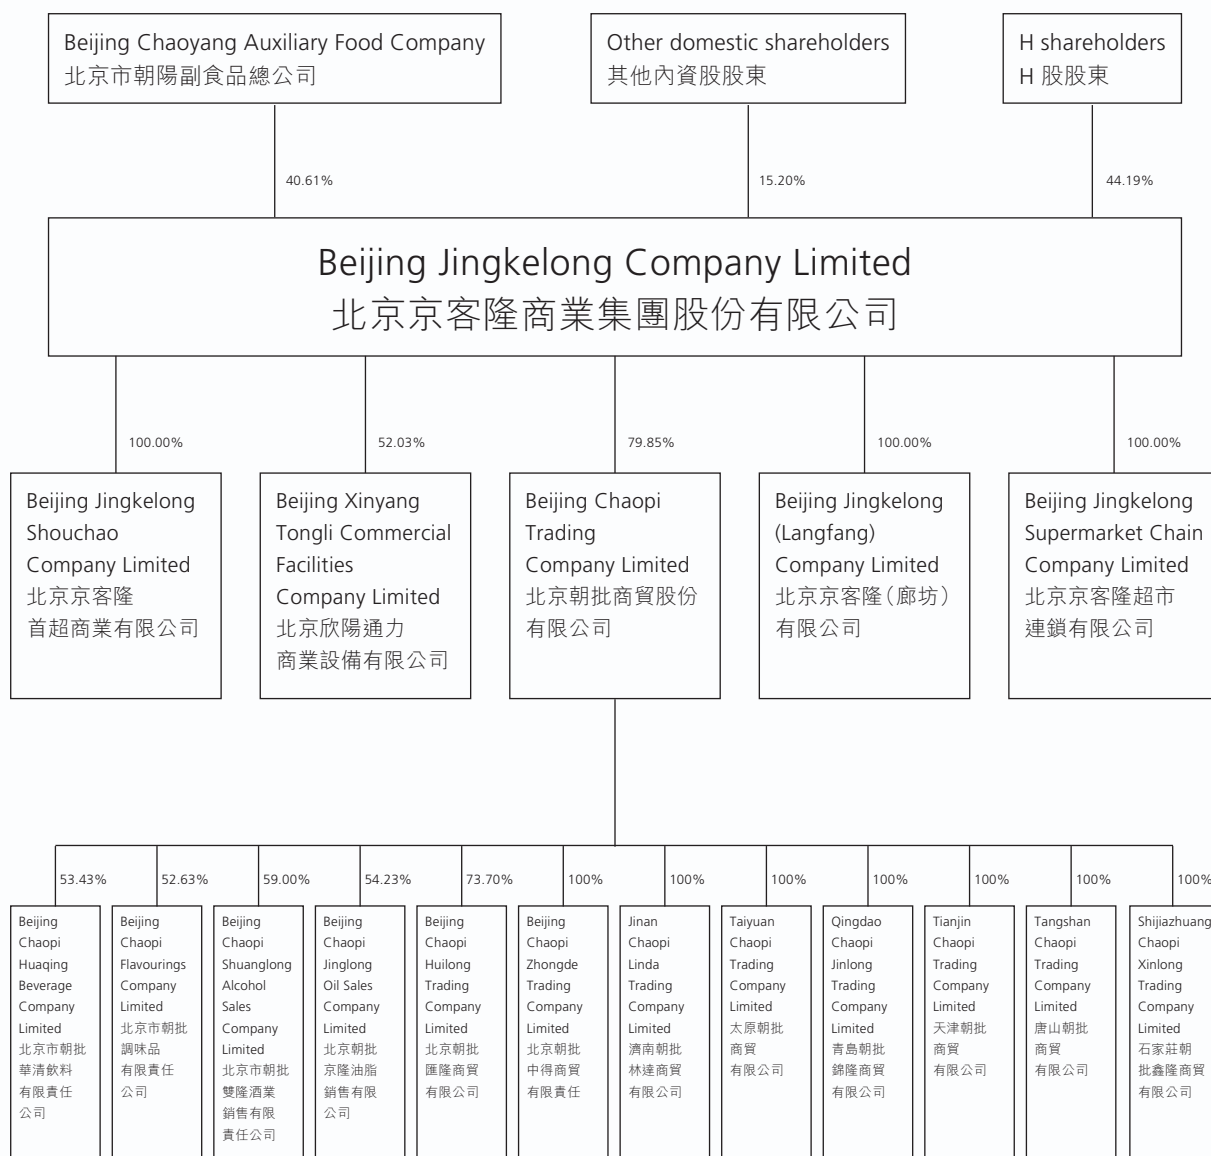 Beijing Chaoyang Auxiliary Food Company
北京市朝陽副食品總公司
Other domestic shareholders
其他內資股股東
H shareholders
H 股股東
40.61%
15.20%
44.19%
Beijing Jingkelong Company Limited
北京京客隆商業集團股份有限公司
100.00%
52.03%
79.85%
100.00%
100.00%
Beijing Jingkelong
Shouchao
Company Limited
北京京客隆
首超商業有限公司
Beijing Xinyang
Tongli Commercial
Facilities
Company Limited
北京欣陽通力
商業設備有限公司
Beijing Chaopi
Trading
Company Limited
北京朝批商貿股份
有限公司
Beijing Jingkelong
(Langfang)
Company Limited
北京京客隆（廊坊）
有限公司
Beijing Jingkelong
Supermarket Chain
Company Limited
北京京客隆超市
連鎖有限公司
53.43%
52.63%
59.00%
54.23%
73.70%
100%
100%
100%
100%
100%
100%
100%
Beijing
Chaopi
Huaqing
Beverage
Company
Limited
北京市朝批
華清飲料
有限責任
公司
Beijing
Chaopi
Flavourings
Company
Limited
北京市朝批
調味品
有限責任
公司
Beijing
Chaopi
Shuanglong
Alcohol
Sales
Company
Limited
北京市朝批
雙隆酒業
銷售有限
責任公司
Beijing
Chaopi
Jinglong
Oil Sales
Company
Limited
北京朝批
京隆油脂
銷售有限
公司
Beijing
Chaopi
Huilong
Trading
Company
Limited
北京朝批
匯隆商貿
有限公司
Beijing
Chaopi
Zhongde
Trading
Company
Limited
北京朝批
中得商貿
有限責任
Jinan
Chaopi
Linda
Trading
Company
Limited
濟南朝批
林達商貿
有限公司
Taiyuan
Chaopi
Trading
Company
Limited
太原朝批
商貿
有限公司
Qingdao
Chaopi
Jinlong
Trading
Company
Limited
青島朝批
錦隆商貿
有限公司
Tianjin
Chaopi
Trading
Company
Limited
天津朝批
商貿
有限公司
Tangshan
Chaopi
Trading
Company
Limited
唐山朝批
商貿
有限公司
Shijiazhuang
Chaopi
Xinlong
Trading
Company
Limited
石家莊朝
批鑫隆商貿
有限公司